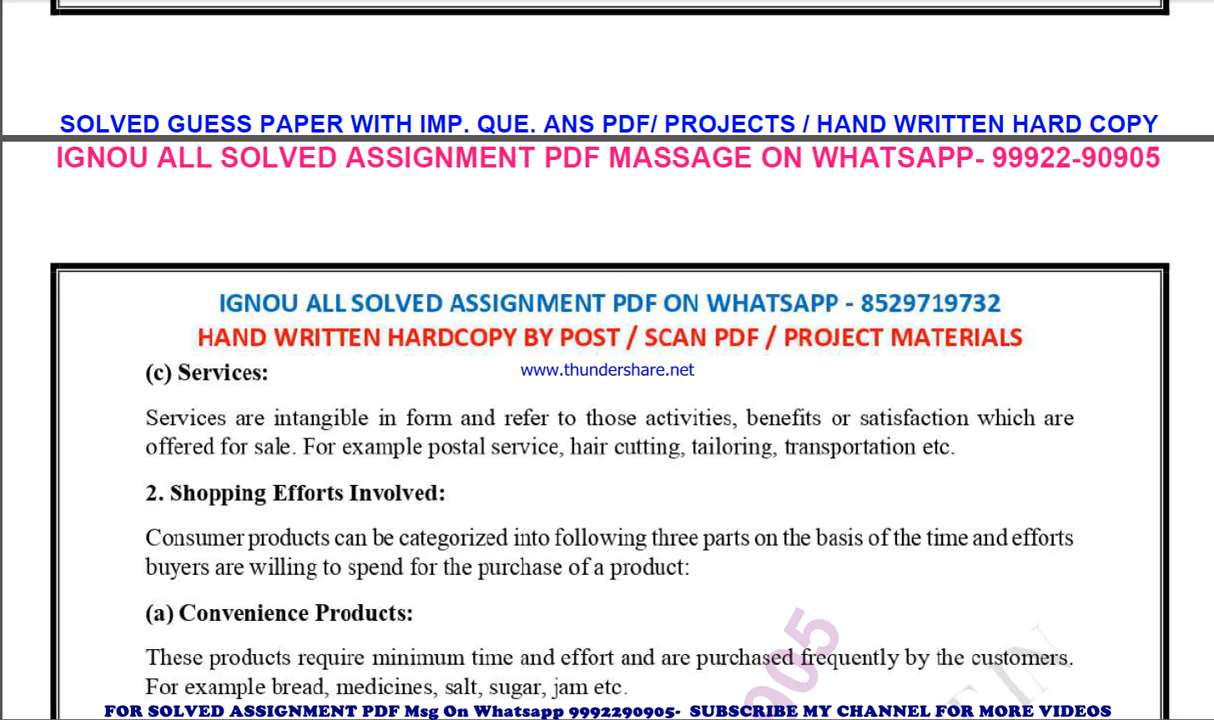 SOLVED GUESS PAPER WITH IMP. QUE. ANS PDF/ PROJECTS / HAND WRITTEN HARD COPY
IGNOU ALL SOLVED ASSIGNMENT PDF MASSAGE ON WHATSAPP- 99922-90905
IGNOU ALL SOLVED ASSIGNMENT PDF ON WHATSAPP - 8529719732
HAND WRITTEN HARDCOPY BY POST / SCAN PDF / PROJECT MATERIALS
(c) Services:
www.thundershare.net
Services are intangible in form and refer to those activities, benefits or satisfaction which are
offered for sale. For example postal service, hair cutting, tailoring, transportation etc.
2. Shopping Efforts Involved:
Consumer products can be categorized into following three parts on the basis of the time and efforts
buyers are willing to spend for the purchase of a product:
(a) Convenience Products:
These products require minimum time and effort and are purchased frequently by the customers.
For example bread, medicines, salt, sugar, jam etc.
905
E IN
FOR SOLVED ASSIGNMENT PDF Msg On Whatsapp 9992290905- SUBSCRIBE MY CHANNEL FOR MORE VIDEOS